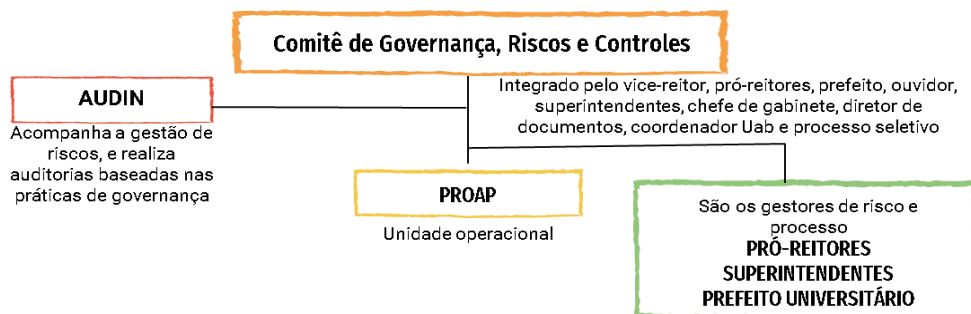 Comitê de Governança, Riscos e Controles
AUDIN
Acompanha a gestão de
riscos, e realiza
auditorias baseadas nas
práticas de governança
Integrado pelo vice-reitor, pró-reitores, prefeito, ouvidor,
superintendentes, chefe de gabinete, diretor de
documentos, coordenador Uab e processo seletivo
PROAP
Unidade operacional
São os gestores de risco e
processo
PRÓ-REITORES
SUPERINTENDENTES
PREFEITO UNIVERSITÁRIO